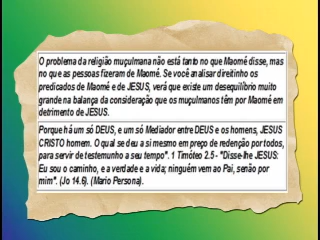 O problema da religião muçulmana não está tanto no que Maomé disse, mas
no que as pessoas fizeram de Maomé. Se você analisar direitinho os
predicados de Maomé e de JESUS, verá que existe um desequilíbrio muito
grande na balança da consideração que os muçulmanos têm por Maomé em
detrimento de JESUS.
Porque há um só DEUS, e um só Mediador entre DEUS e os homens, JESUS
CRISTO homem. O qual se deu a si mesmo em preço de redenção por todos,
para servir de testemunho a seu tempo". 1 Timóteo 2.5 - "Disse-lhe JESUS:
Eu sou o caminho, e a verdade e a vida; ninguém vem ao Pai, senão por
mim". (Jo 14.6). (Mario Persona).